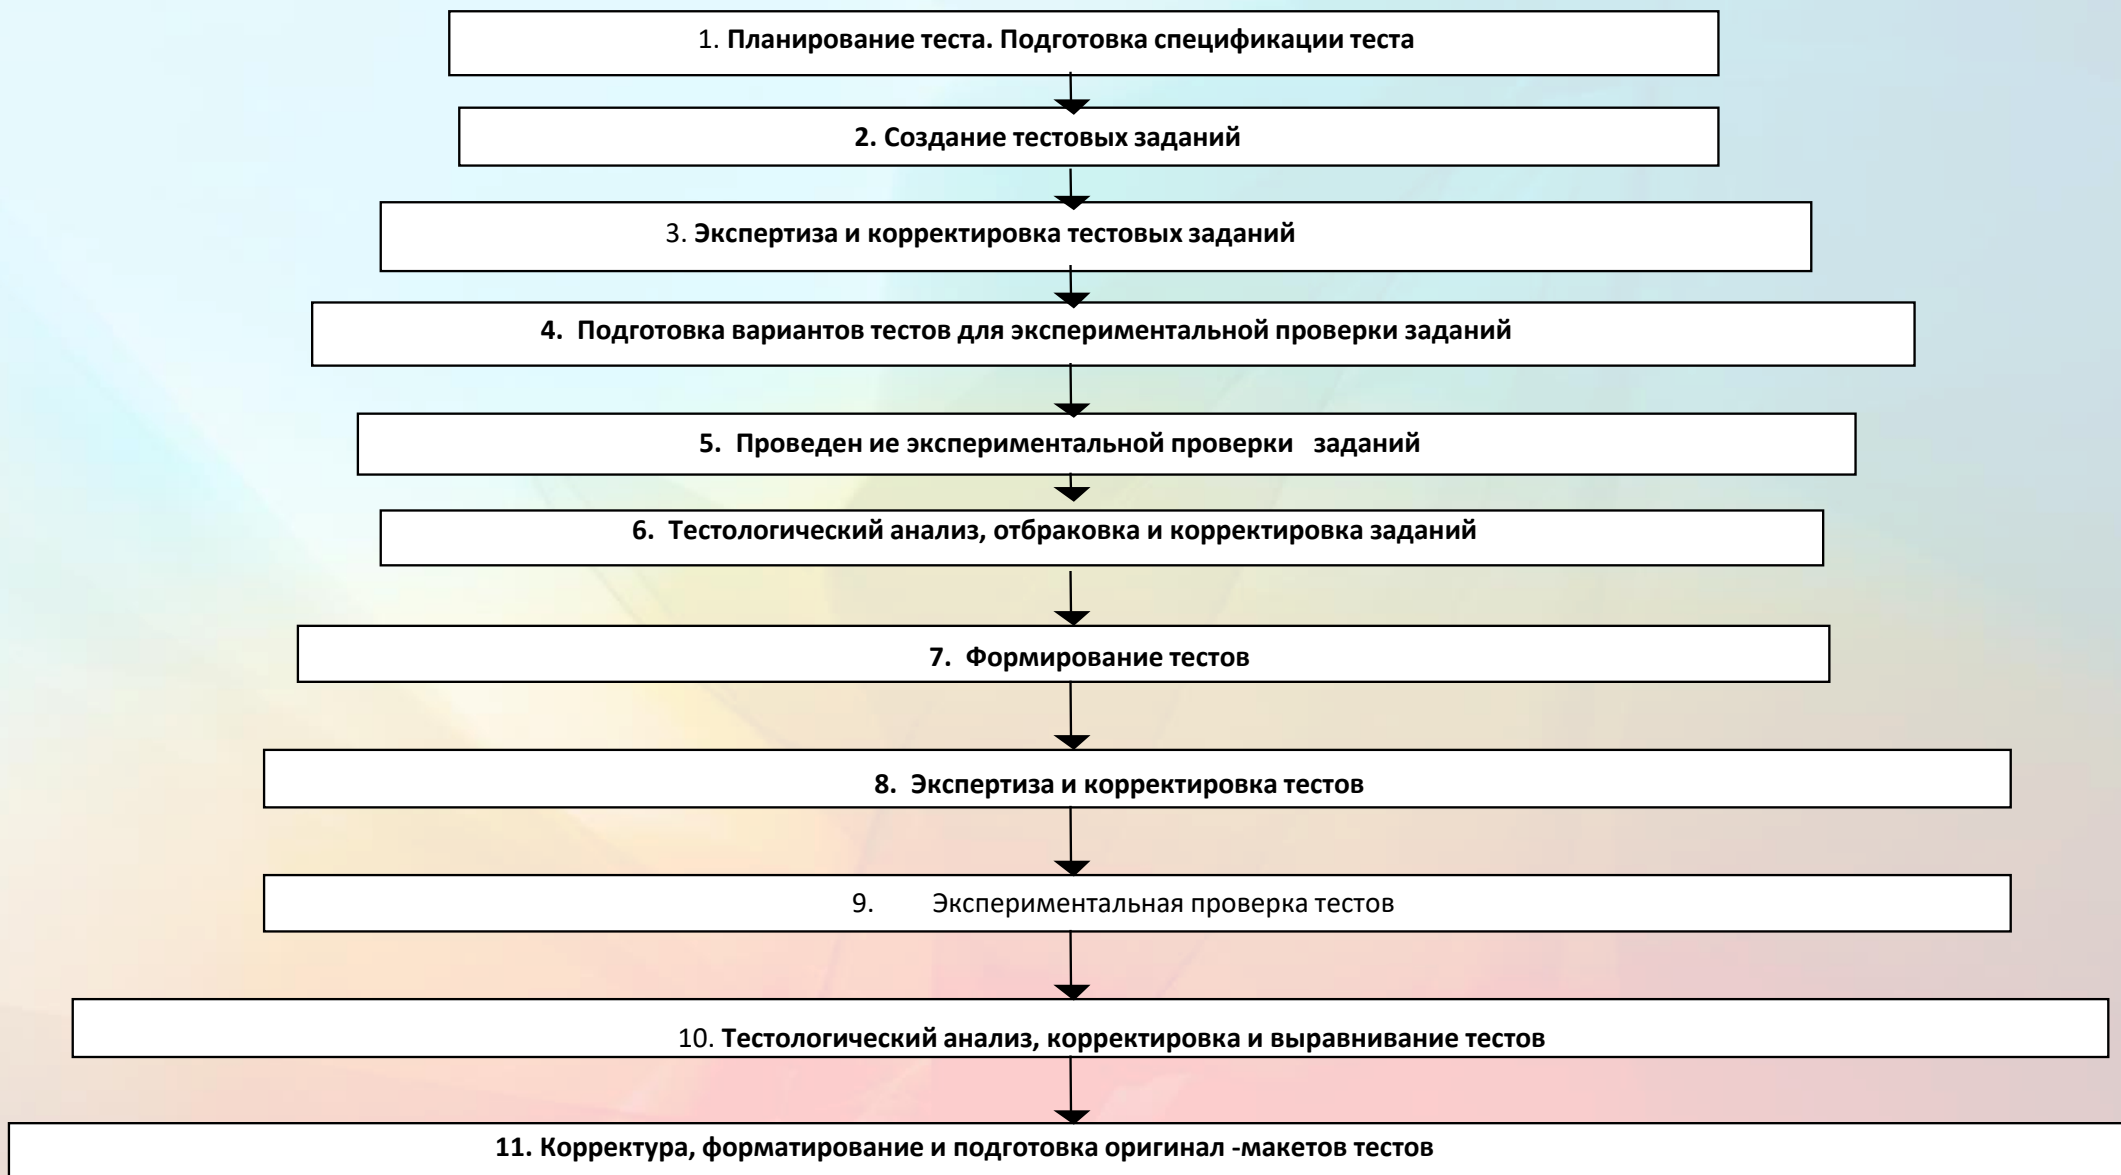 1. Планирование теста. Подготовка спецификации теста
2. Создание тестовых заданий
3. Экспертиза и корректировка тестовых заданий
4. Подготовка вариантов тестов для экспериментальной проверки заданий
5. Проведен ие экспериментальной проверки заданий
6. Тестологический анализ, отбраковка и корректировка заданий
7. Формирование тестов
8. Экспертиза и корректировка тестов
9. Экспериментальная проверка тестов
10. Тестологический анализ, корректировка и выравнивание тестов
11. Корректура, форматирование и подготовка оригинал -макетов тестов